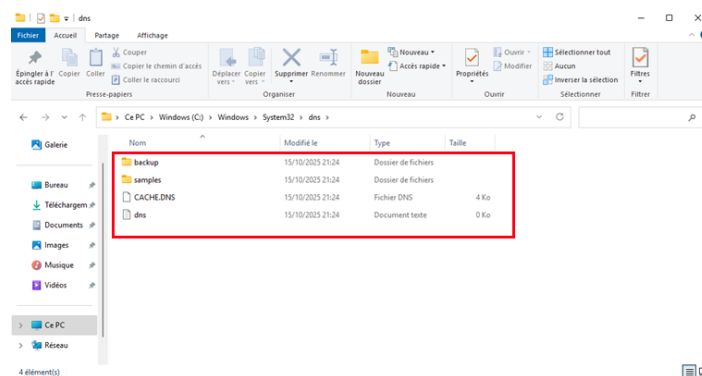 dns
Fichier Accueil Partage Affichage
Épingler à l' accès rapide
Copier
Coller
Couper
Copier le chemin d'accès
Coller le raccourci
Presse-papiers
Déplacer vers
Copier vers
Supprimer
Renommer
Organiser
Nouveau dossier
Nouveau
Accès rapide
Nouveau
Propriétés
Ouvrir
Modifier
Ouvrir
Sélectionner tout
Aucun
Inverser la sélection
Sélectionner
Filtres
Filtrer
Ce PC > Windows (C:) > Windows > System32 > dns >
Nom Modifié le Type Taille
backup 15/10/2025 21:24 Dossier de fichiers
samples 15/10/2025 21:24 Dossier de fichiers
CACHE.DNS 15/10/2025 21:24 Fichier DNS 4 Ko
dns 15/10/2025 21:24 Document texte 0 Ko
Galerie
Bureau
Téléchargem
Documents
Images
Musique
Vidéos
Ce PC
Réseau
4 élément(s)